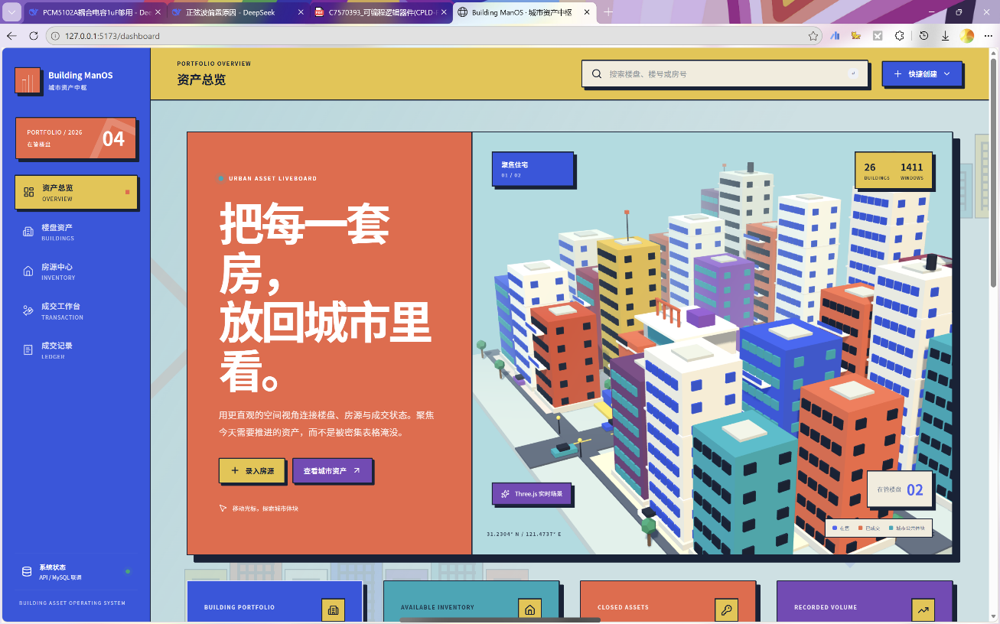 PCM5102A耦合电容1uF够用 - Dee
正弦波偏置原因 - DeepSeek
C7570393_可编程逻辑器件(CPLD-
Building ManOS · 城市资产中枢
127.0.0.1:5173/dashboard
Building ManOS
城市资产中枢
PORTFOLIO / 2026
在管楼盘
04
资产总览
OVERVIEW
楼盘资产
BUILDINGS
房源中心
INVENTORY
成交工作台
TRANSACTION
成交记录
LEDGER
系统状态
API / MySQL 联通
BUILDING ASSET OPERATING SYSTEM
PORTFOLIO OVERVIEW
资产总览
搜索楼盘、楼号或房号
快捷创建
URBAN ASSET LIVEBOARD
把每一套
房，
放回城市里
看。
用更直观的空间视角连接楼盘、房源与成交状态。聚焦
今天需要推进的资产，而不是被密集表格淹没。
录入房源
查看城市资产
移动光标，探索城市体块
聚焦住宅
01 / 02
26
BUILDINGS
1411
WINDOWS
Three.js 实时场景
31.2304° N / 121.4737° E
在管楼盘
02
在售
已成交
城市公共体块
BUILDING PORTFOLIO
AVAILABLE INVENTORY
CLOSED ASSETS
RECORDED VOLUME